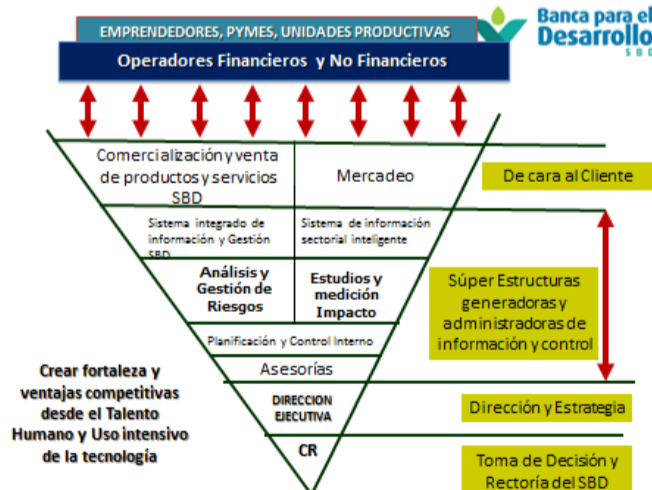 EMPRENDEDORES, PYMES, UNIDADES PRODUCTIVAS
Operadores Financieros y No Financieros
Banca para el
Desarrollo
SBD
Comercialización y venta
de productos y servicios
SBD
Mercadeo
De cara al Cliente
Sistema integrado de
información y Gestión
SBD
Sistema de información
sectorial inteligente
Análisis y
Gestión de
Riesgos
Estudios y
medición
Impacto
Súper Estructuras
generadoras y
administradoras de
información y control
Planificación y Control Interno
Asesorías
Crear fortaleza y
ventajas competitivas
desde el Talento
Humano y Uso intensivo
de la tecnología
DIRECCION
EJECUTIVA
Dirección y Estrategia
CR
Toma de Decisión y
Rectoría del SBD